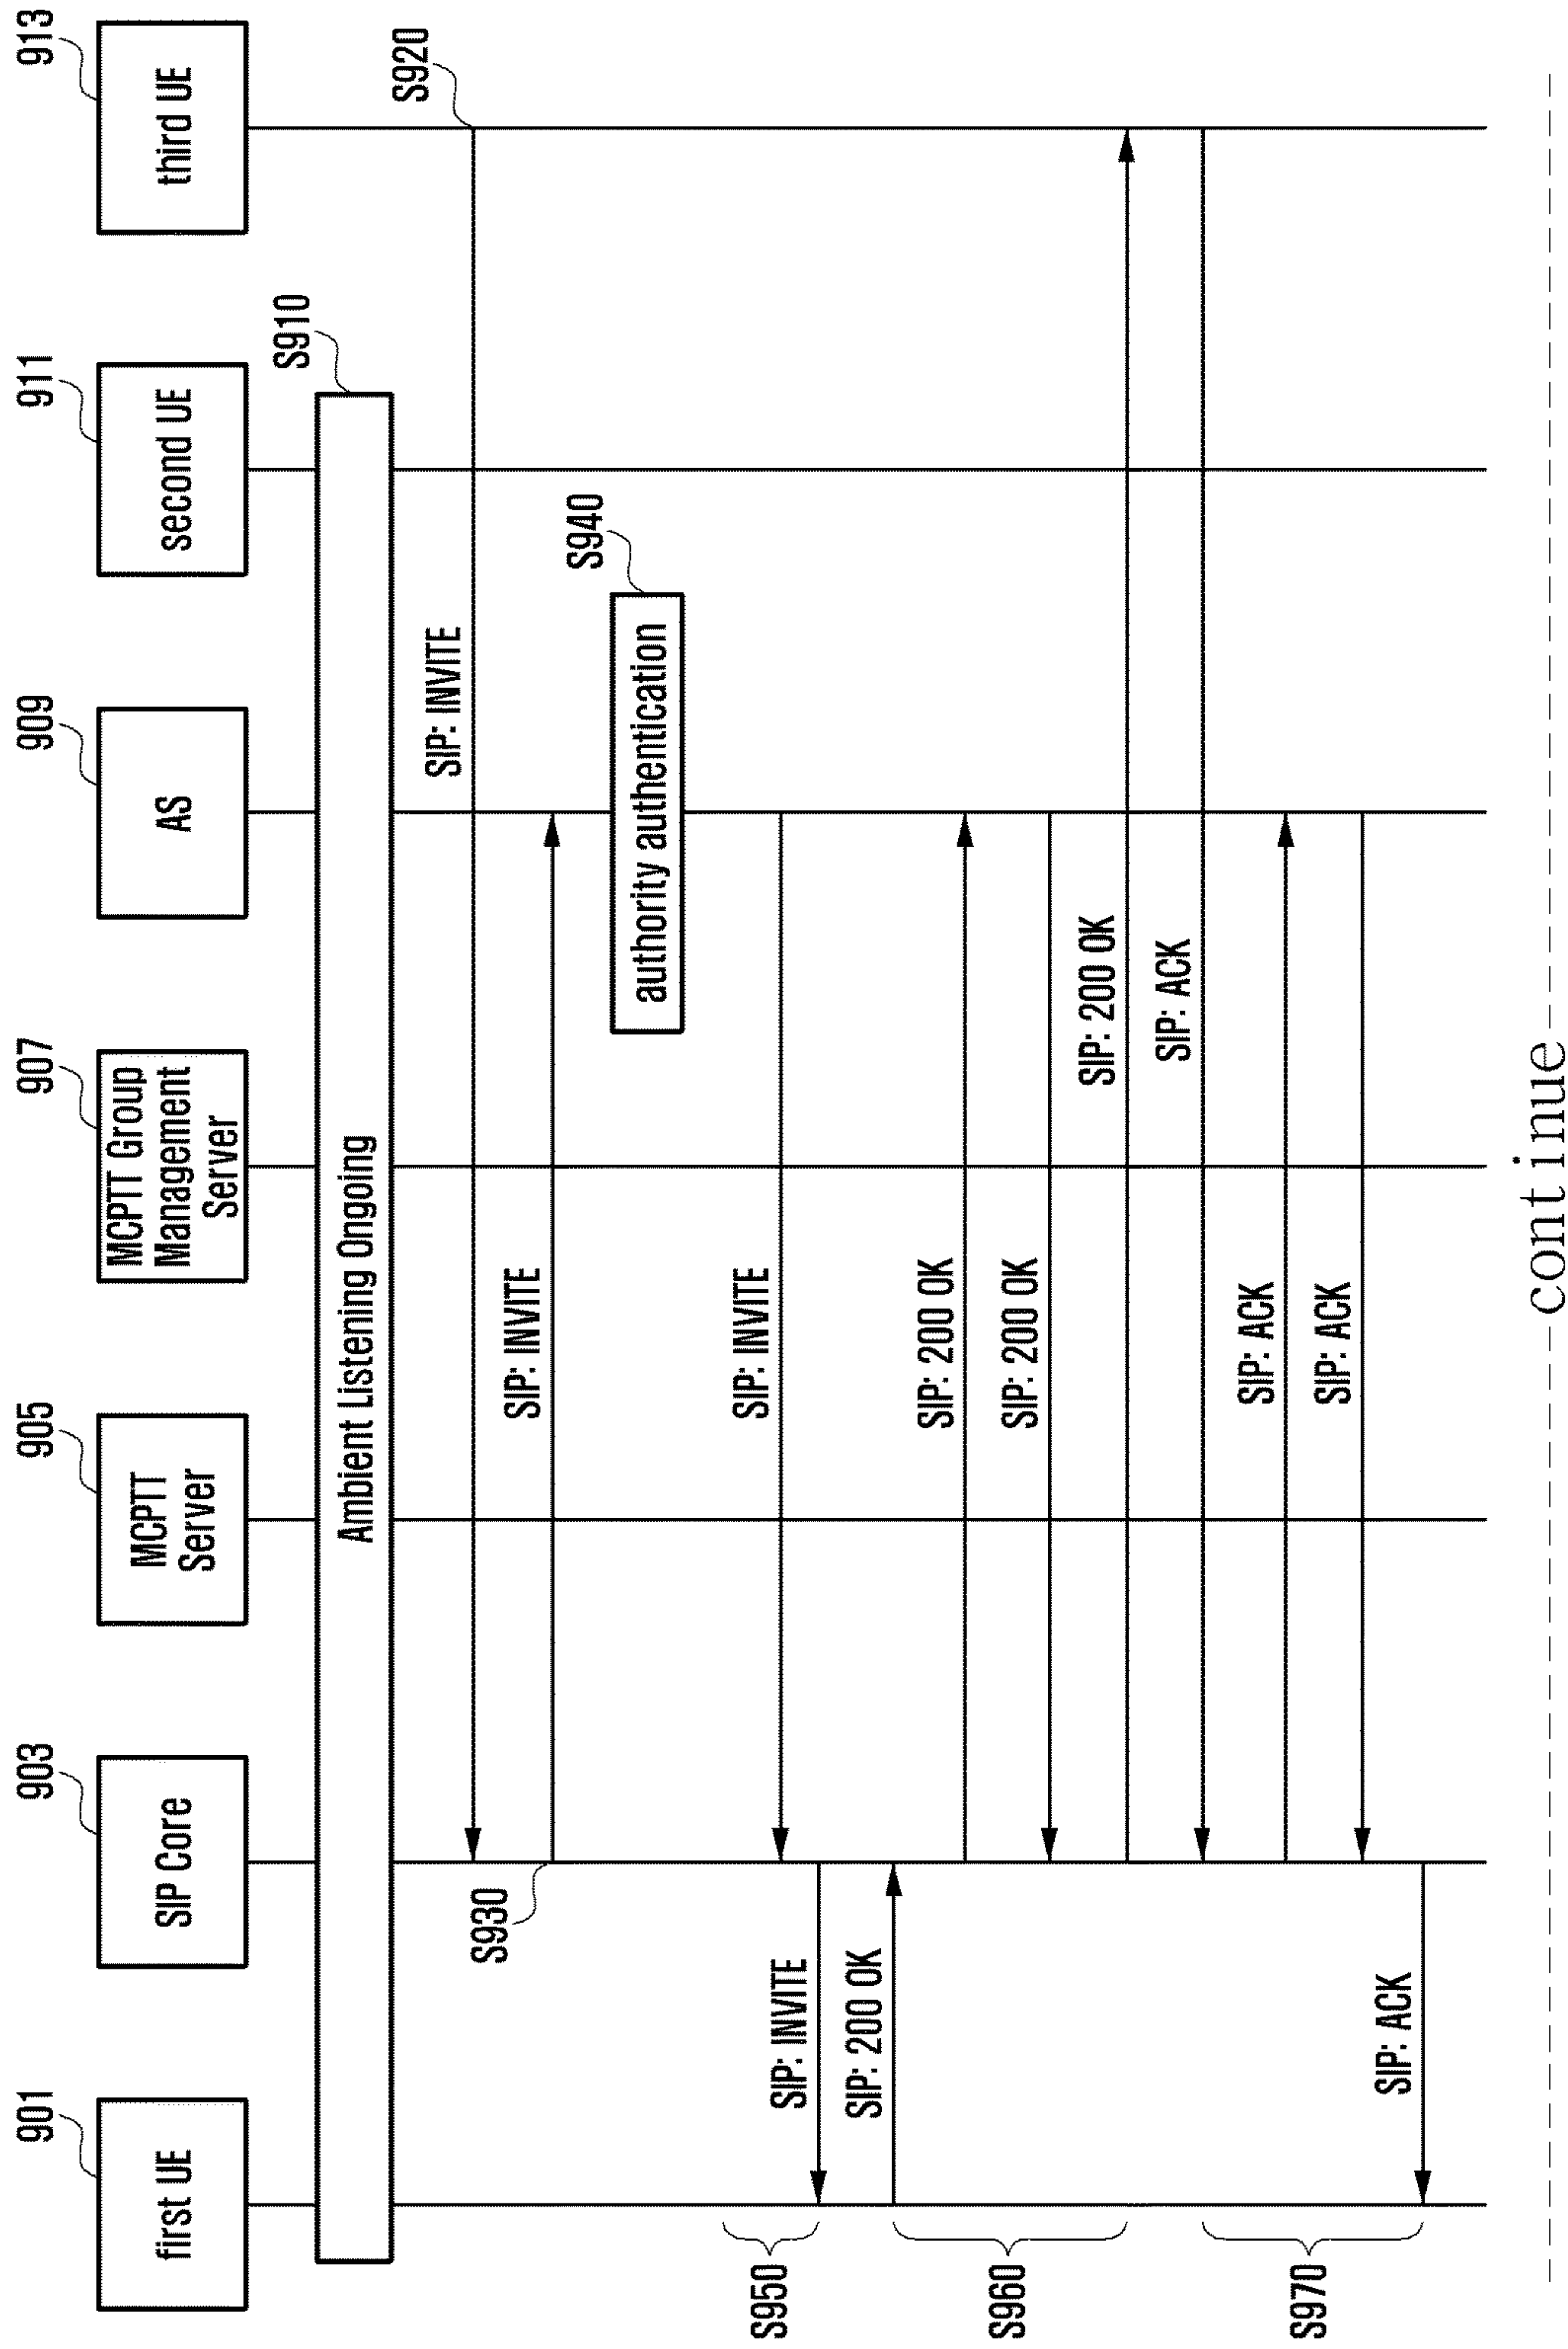 901
903
905
907
909
911
913
first UE
SIP Core
MCPTT
Server
MCPTT Group
Management
Server
AS
second UE
third UE
S910
Ambient Listening Ongoing
S920
SIP: INVITE
S930
SIP: INVITE
S940
authority authentication
S950
SIP: INVITE
SIP: INVITE
S960
SIP: 200 OK
SIP: 200 OK
SIP: 200 OK
SIP: 200 OK
S970
SIP: ACK
SIP: ACK
SIP: ACK
SIP: ACK
continue